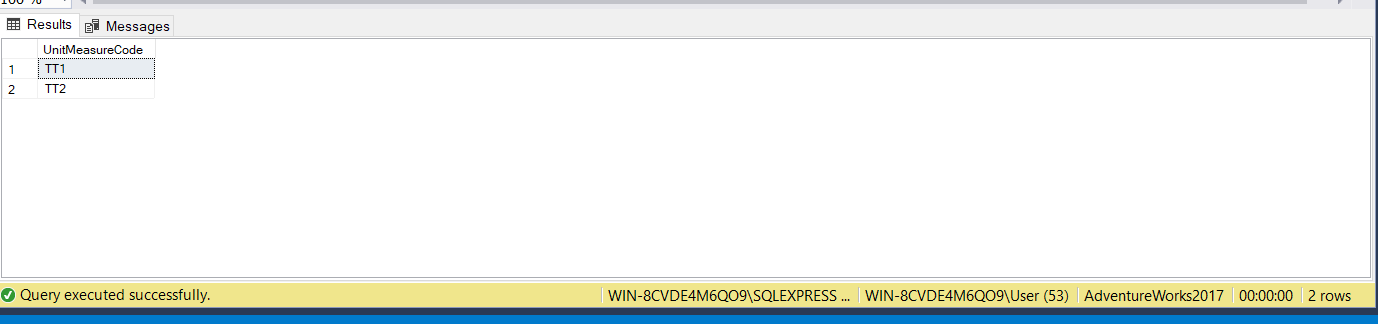 100 %
Results Messages
UnitMeasureCode
1 TT1
2 TT2
Query executed successfully. WIN-8CVDE4M6QO9\SQLEXPRESS ... WIN-8CVDE4M6QO9\User (53) AdventureWorks2017 00:00:00 2 rows